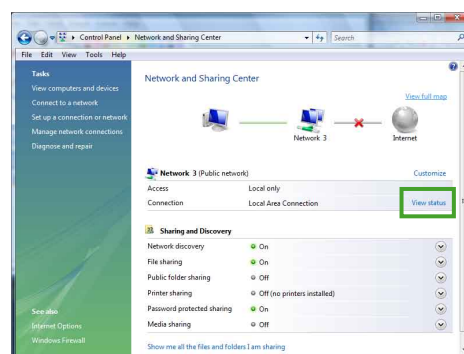 Control Panel ▸ Network and Sharing Center
Search
File Edit View Tools Help
Tasks
View computers and devices
Connect to a network
Set up a connection or network
Manage network connections
Diagnose and repair
See also
Internet Options
Windows Firewall
Network and Sharing Center
View full map
Network 3
Internet
Network 3 (Public network) Customize
Access Local only
Connection Local Area Connection View status
Sharing and Discovery
Network discovery On
File sharing On
Public folder sharing Off
Printer sharing Off (no printers installed)
Password protected sharing On
Media sharing Off
Show me all the files and folders I am sharing